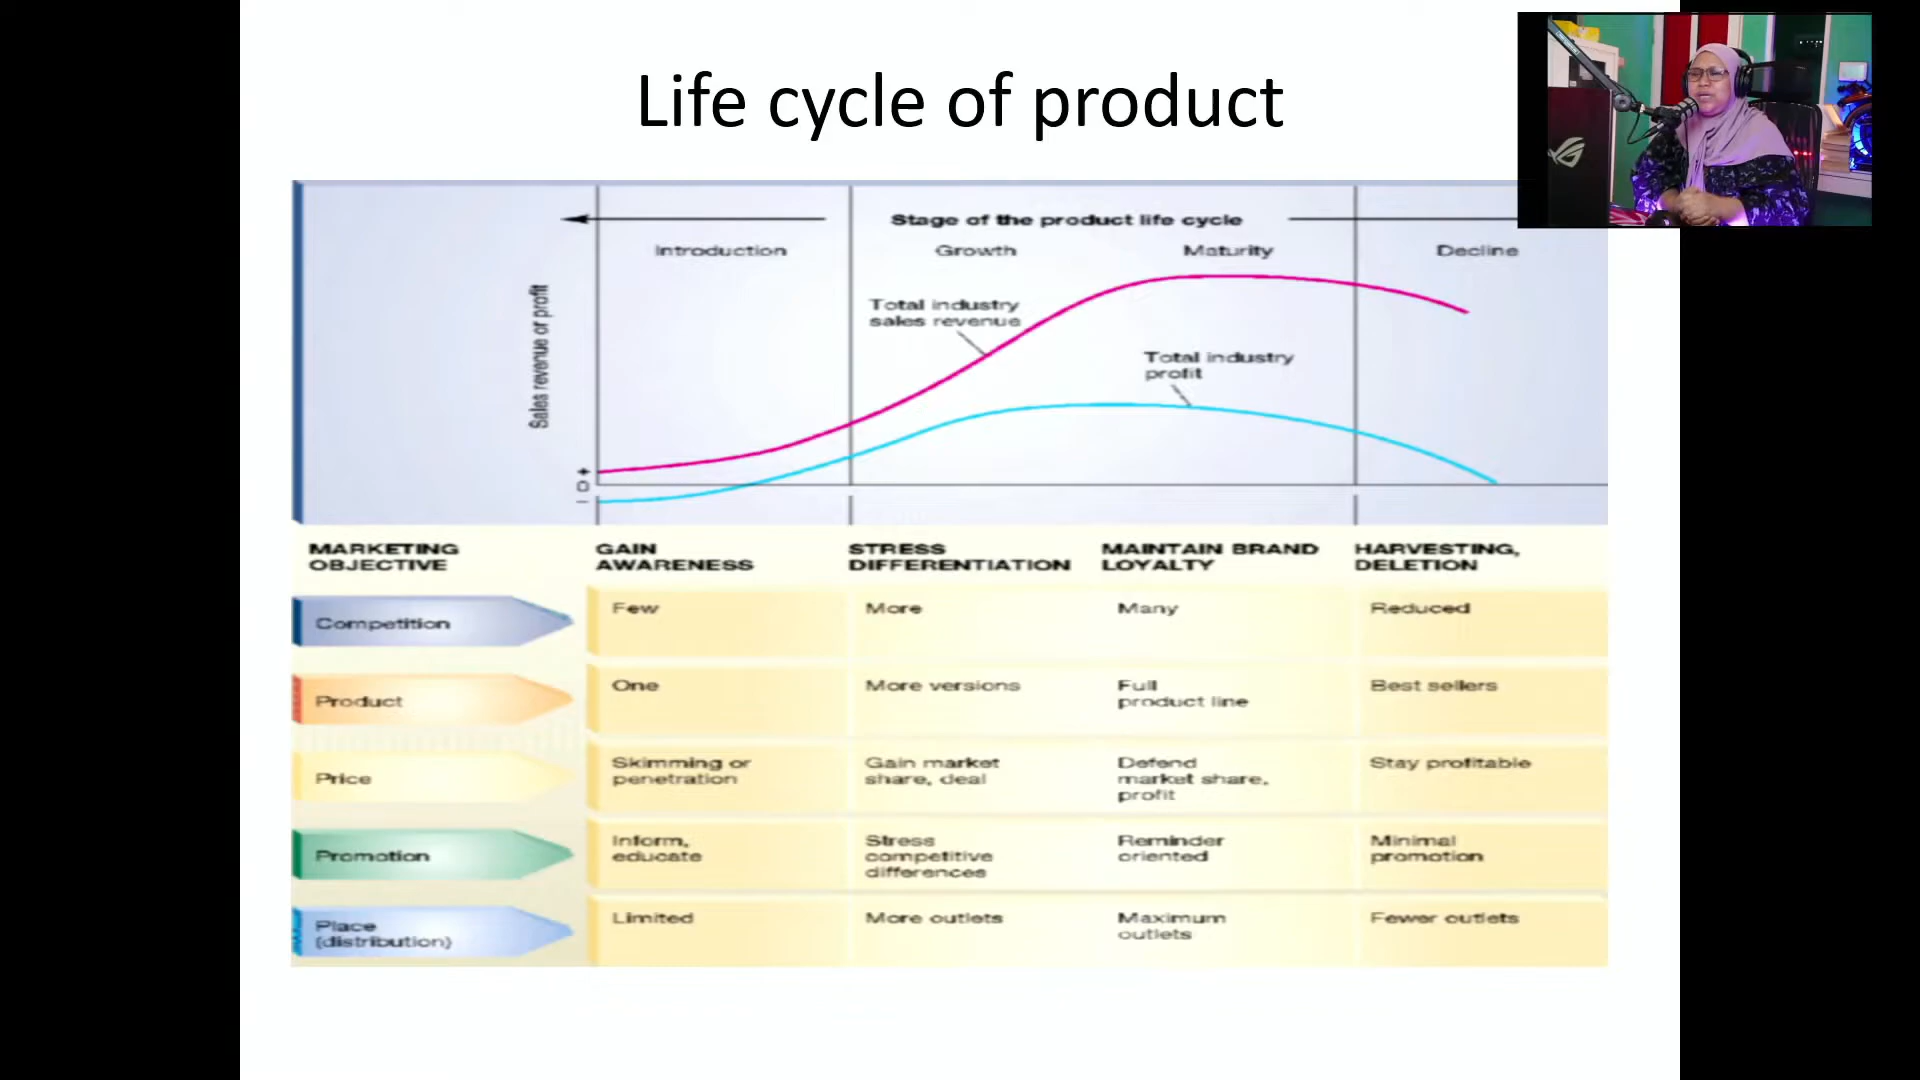 Life cycle of product
Stage of the product life cycle
Introduction
Growth
Maturity
Decline
Sales revenue or profit
Total industry
sales revenue
Total industry
profit
+
0
–
MARKETING
OBJECTIVE
GAIN
AWARENESS
STRESS
DIFFERENTIATION
MAINTAIN BRAND
LOYALTY
HARVESTING,
DELETION
Competition
Few
More
Many
Reduced
Product
One
More versions
Full
product line
Best sellers
Price
Skimming or
penetration
Gain market
share, deal
Defend
market share,
profit
Stay profitable
Promotion
Inform,
educate
Stress
competitive
differences
Reminder
oriented
Minimal
promotion
Place
(distribution)
Limited
More outlets
Maximum
outlets
Fewer outlets